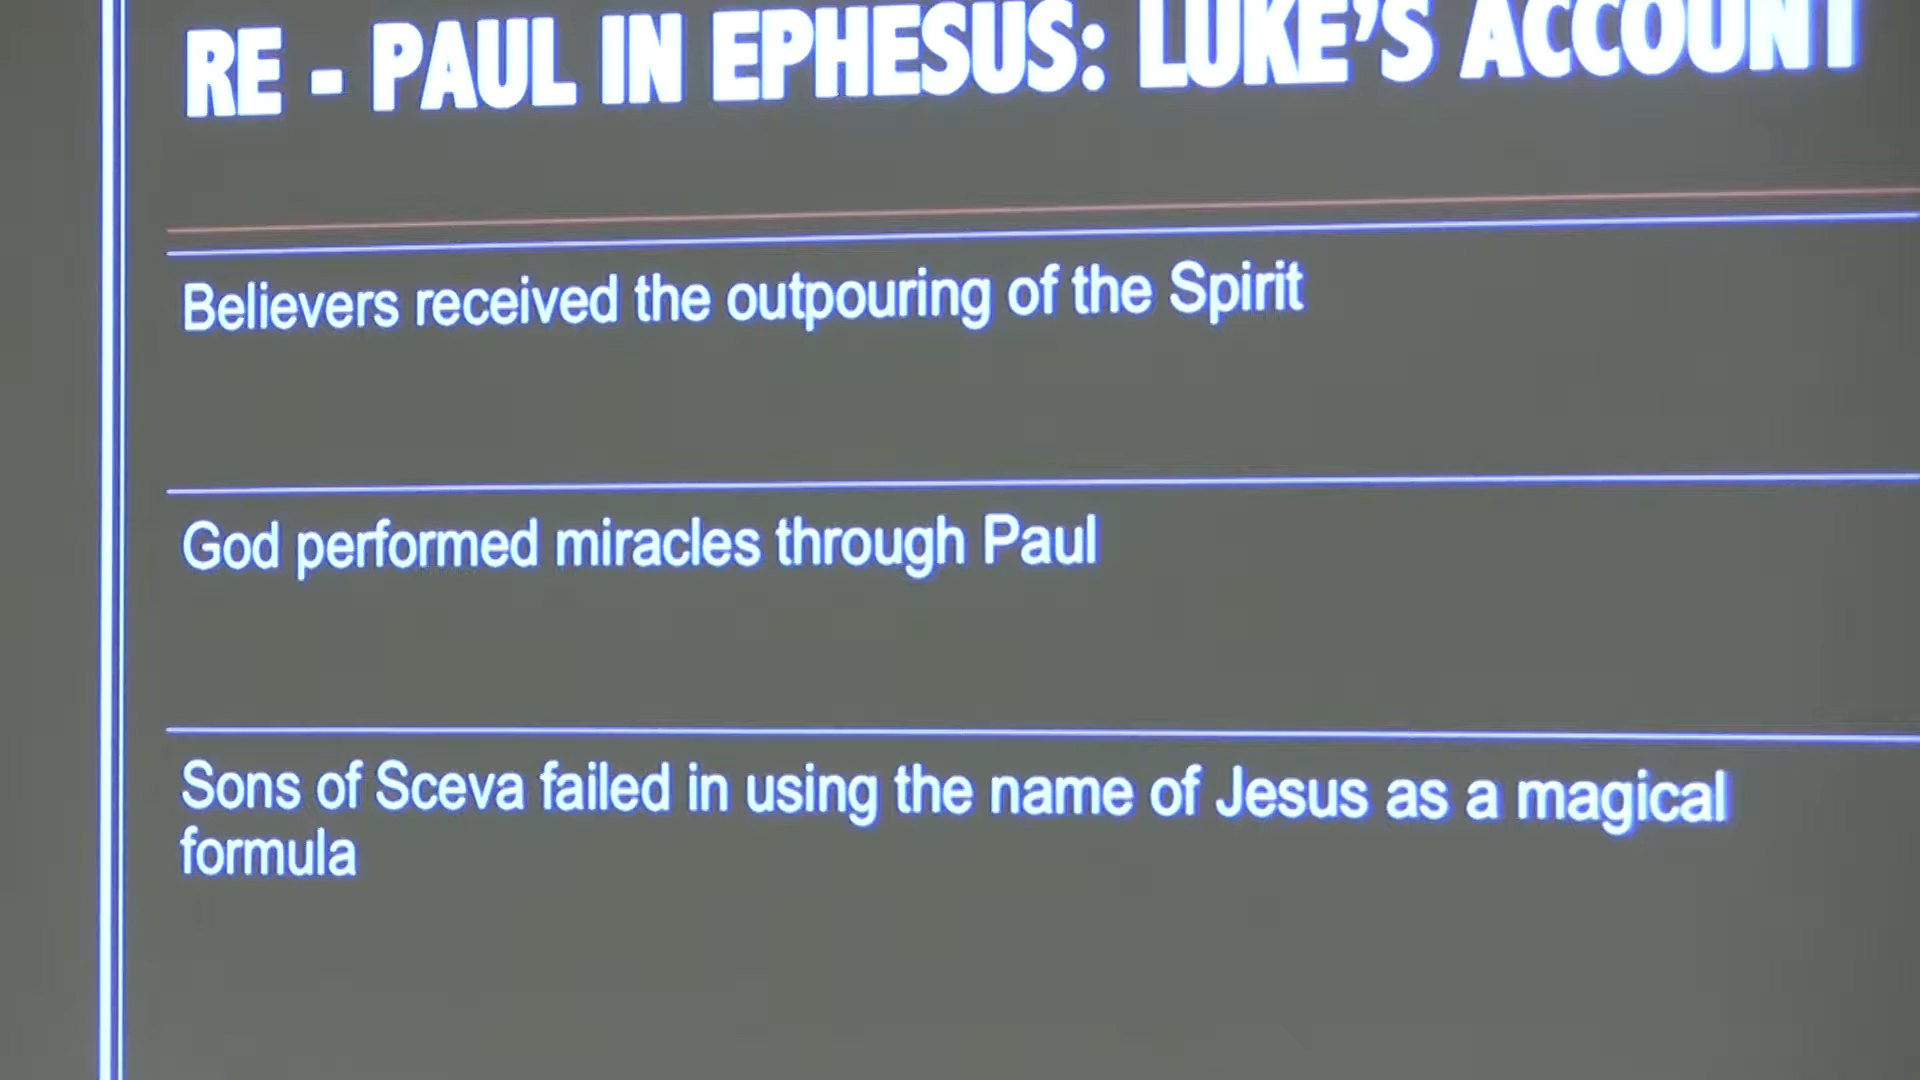 RE - PAUL IN EPHESUS: LUKE'S ACCOUNT
Believers received the outpouring of the Spirit
God performed miracles through Paul
Sons of Sceva failed in using the name of Jesus as a magical
formula